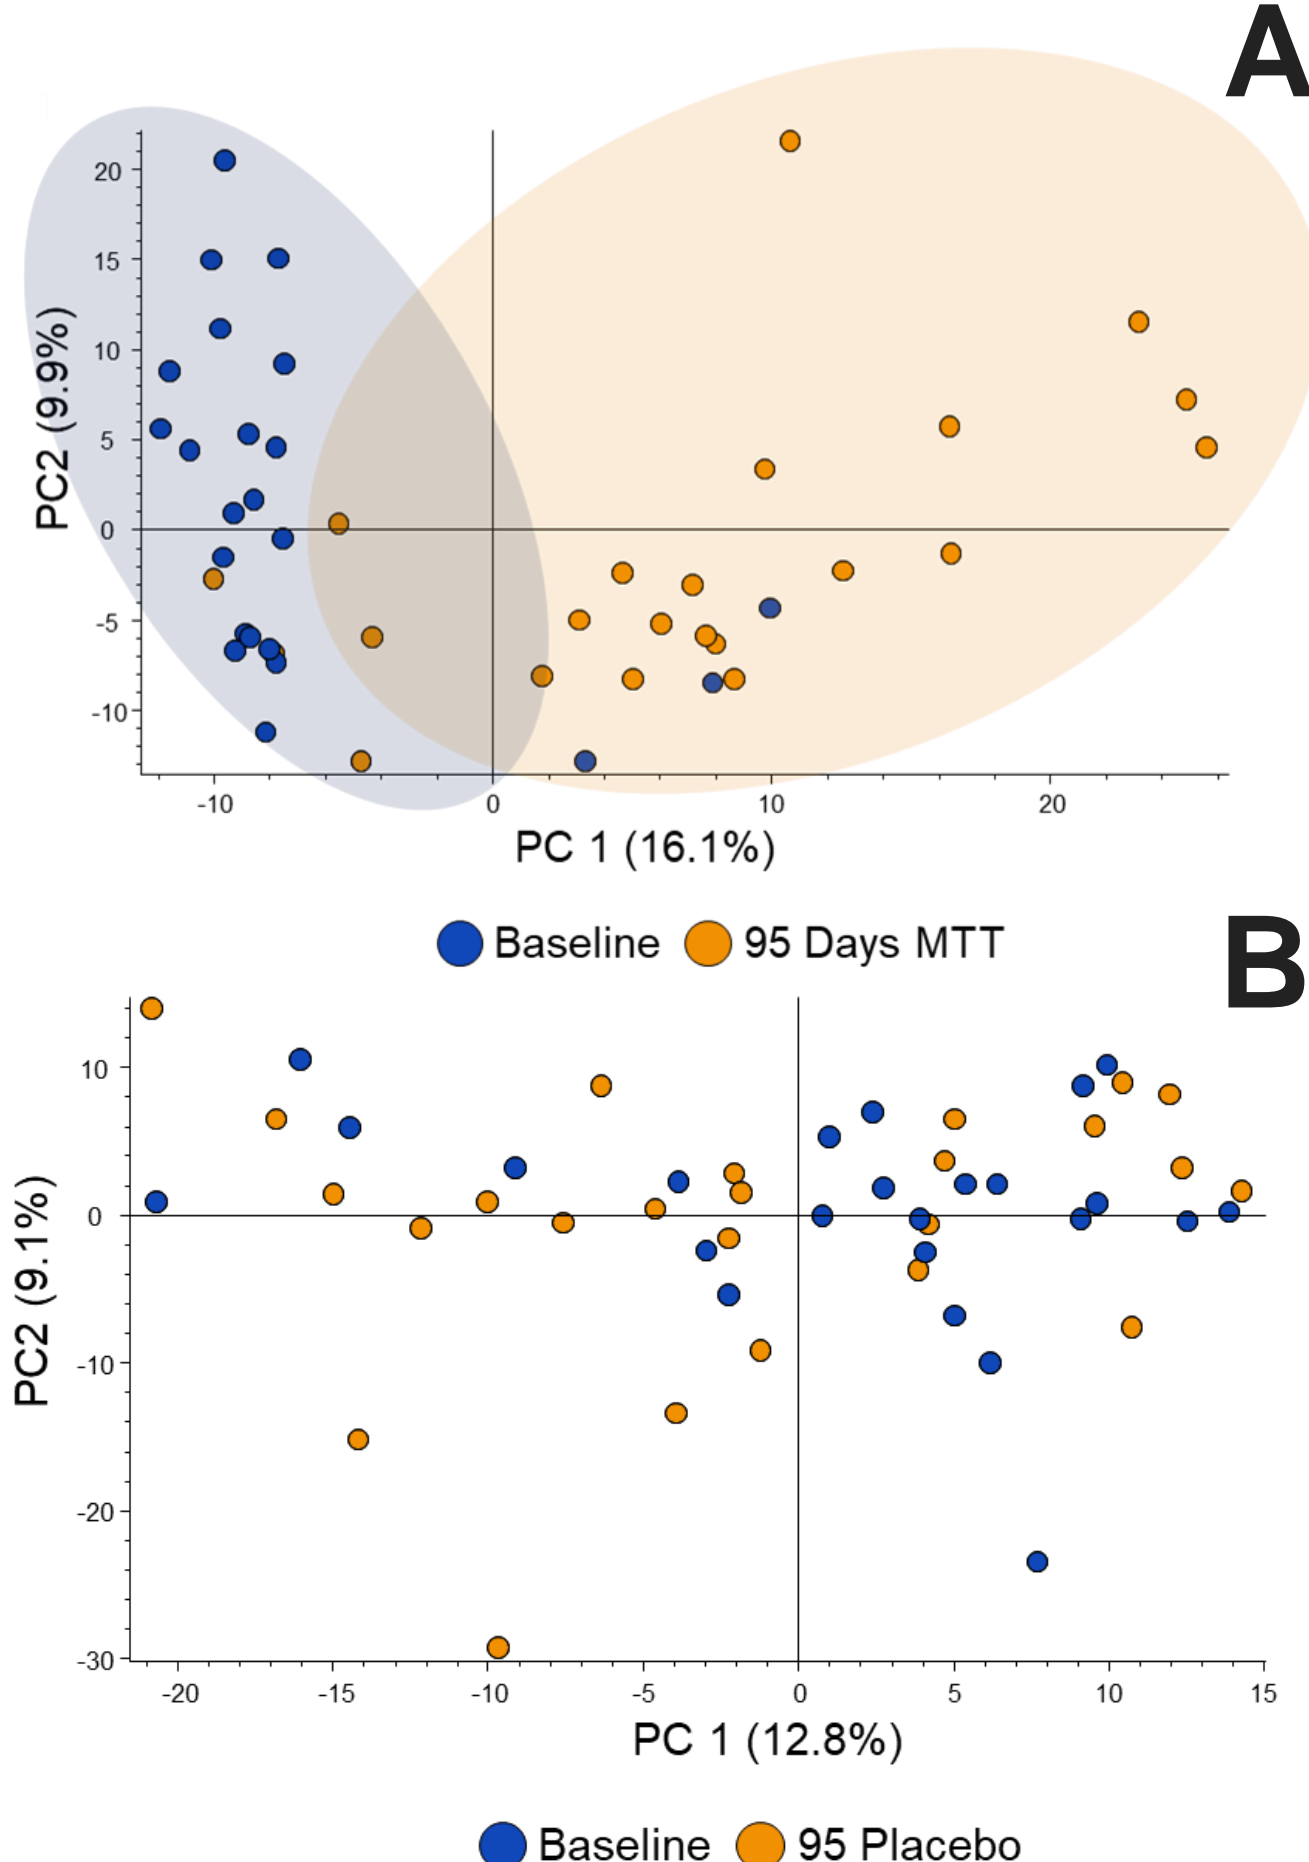 A
20
15
10
5
0
-5
-10
PC2 (9.9%)
-10 0 10 20
PC 1 (16.1%)
Baseline 95 Days MTT
B
10
0
-10
-20
-30
PC2 (9.1%)
-20 -15 -10 -5 0 5 10 15
PC 1 (12.8%)
Baseline 95 Placebo